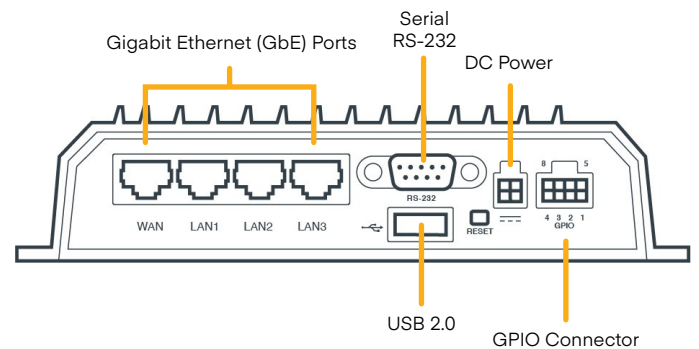 Serial
RS-232
Gigabit Ethernet (GbE) Ports
DC Power
8 5
RS-232
WAN LAN1 LAN2 LAN3
RESET
4 3 2 1
GPIO
USB 2.0
GPIO Connector